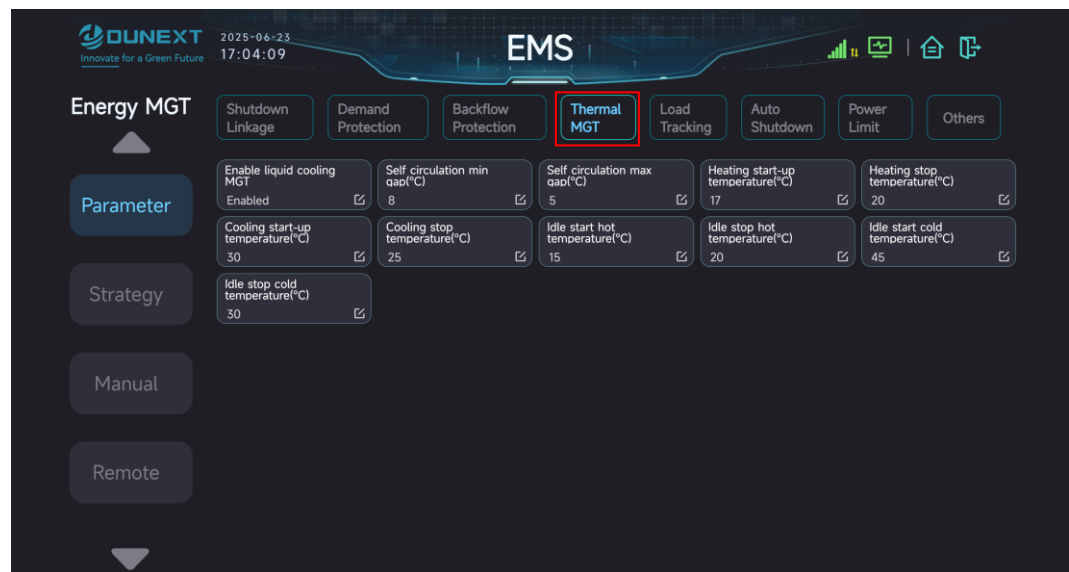 DUNEXT
Innovate for a Green Future
2025-06-23
17:04:09
EMS
Energy MGT
Shutdown
Linkage
Demand
Protection
Backflow
Protection
Thermal
MGT
Load
Tracking
Auto
Shutdown
Power
Limit
Others
Parameter
Strategy
Manual
Remote
Enable liquid cooling
MGT
Enabled
Self circulation min
gap(°C)
8
Self circulation max
gap(°C)
5
Heating start-up
temperature(°C)
17
Heating stop
temperature(°C)
20
Cooling start-up
temperature(°C)
30
Cooling stop
temperature(°C)
25
Idle start hot
temperature(°C)
15
Idle stop hot
temperature(°C)
20
Idle start cold
temperature(°C)
45
Idle stop cold
temperature(°C)
30